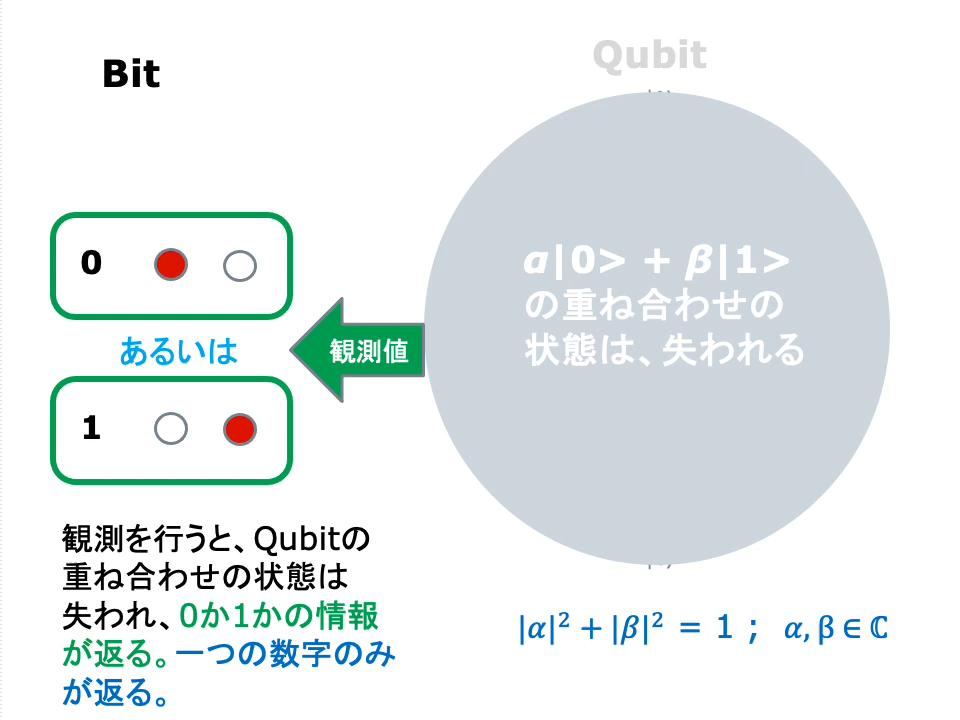 Bit
Qubit
0
あるいは
1
観測値
α|0> + β|1>
の重ね合わせの
状態は、失われる
観測を行うと、Qubitの
重ね合わせの状態は
失われ、0か1かの情報
が返る。一つの数字のみ
が返る。
|α|² + |β|² = 1 ; α, β ∈ ℂ